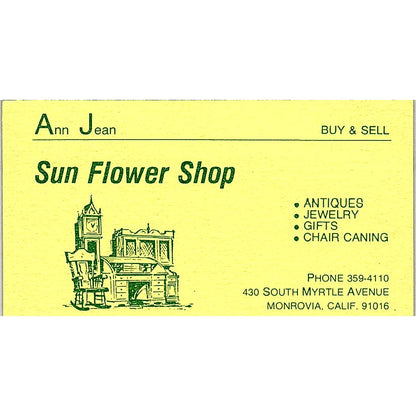 Ann Jean
BUY & SELL
Sun Flower Shop
• ANTIQUES
• JEWELRY
• GIFTS
• CHAIR CANING
PHONE 359-4110
430 SOUTH MYRTLE AVENUE
MONROVIA, CALIF. 91016